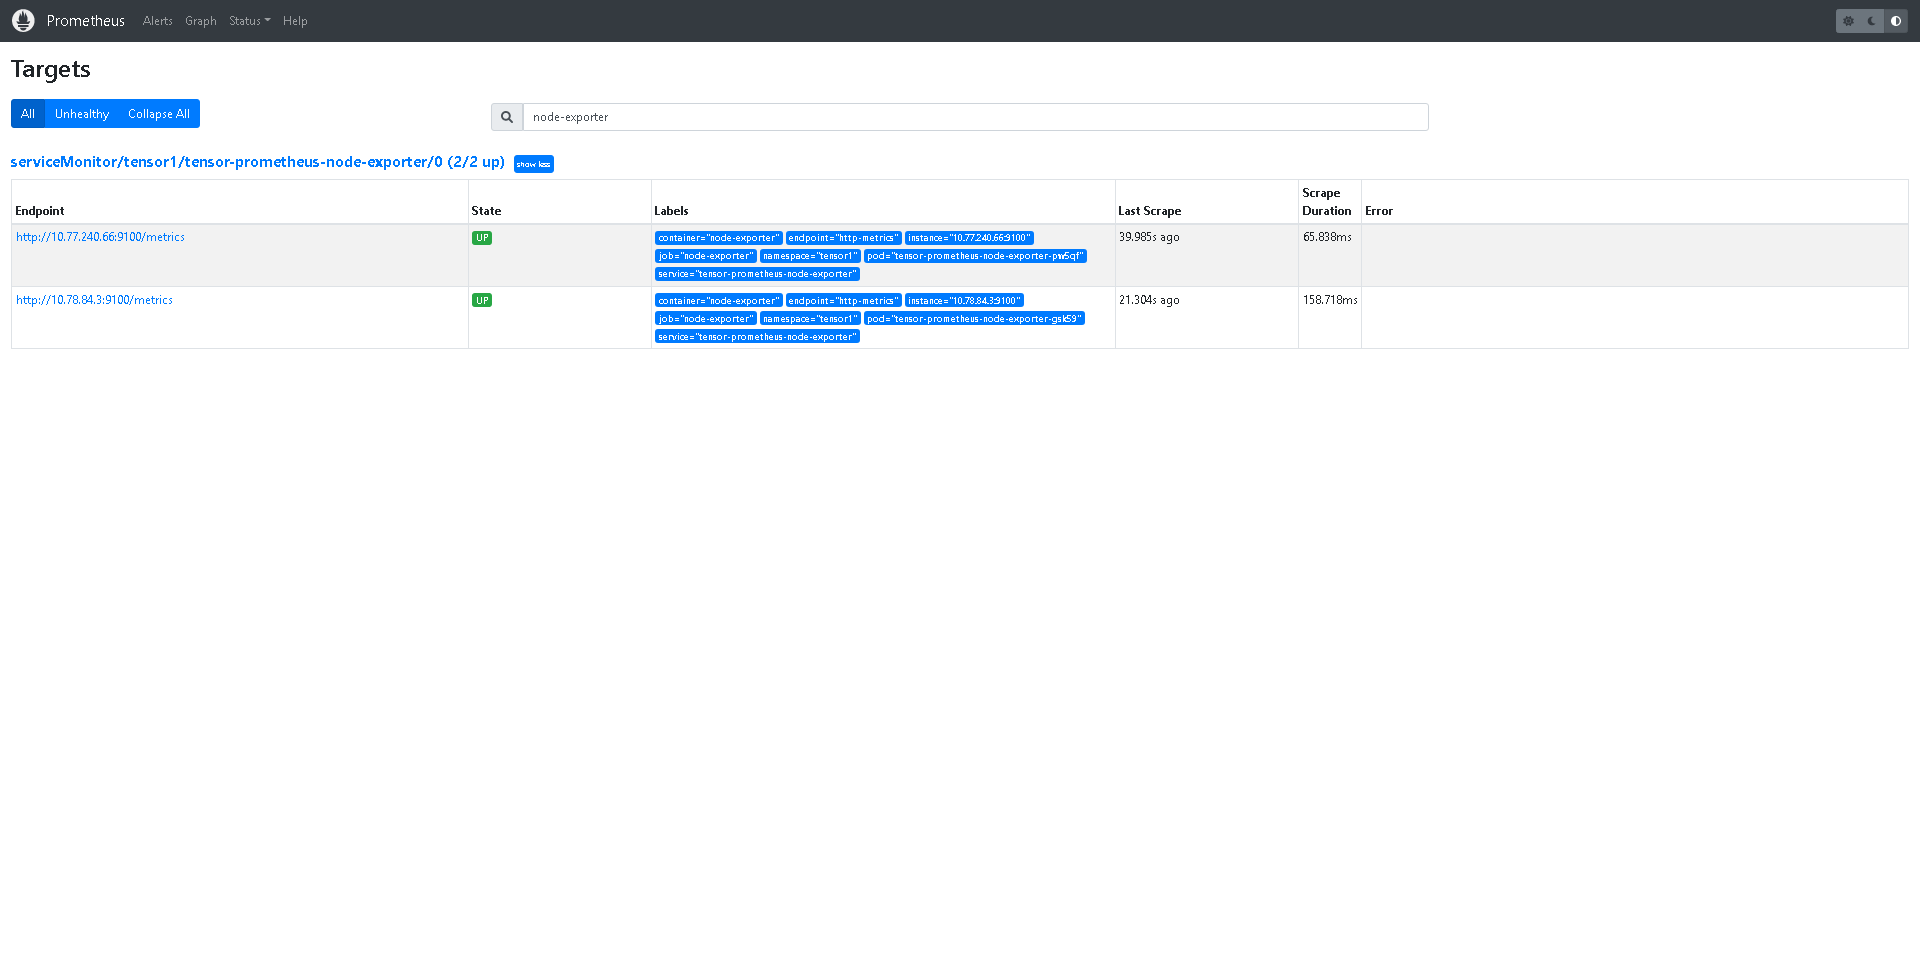 Prometheus Alerts Graph Status Help
Targets
All Unhealthy Collapse All
node-exporter
serviceMonitor/tensor1/tensor-prometheus-node-exporter/0 (2/2 up) show less
Endpoint State Labels Last Scrape Scrape Duration Error
http://10.77.240.66:9100/metrics UP container="node-exporter" endpoint="http-metrics" instance="10.77.240.66:9100" 39.985s ago 65.838ms
job="node-exporter" namespace="tensor1" pod="tensor-prometheus-node-exporter-pw5qf"
service="tensor-prometheus-node-exporter"
http://10.78.84.3:9100/metrics UP container="node-exporter" endpoint="http-metrics" instance="10.78.84.3:9100" 21.304s ago 158.718ms
job="node-exporter" namespace="tensor1" pod="tensor-prometheus-node-exporter-gsk59"
service="tensor-prometheus-node-exporter"